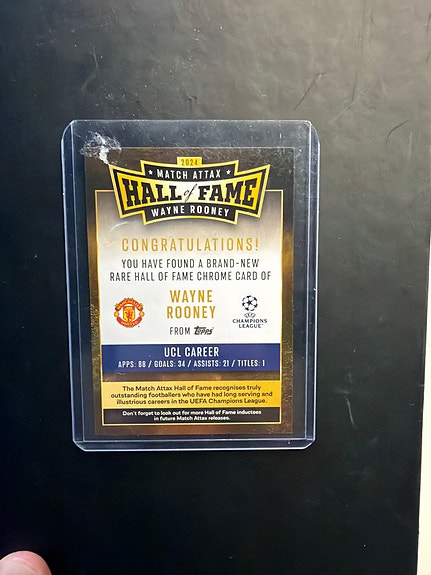 2024
★ MATCH ATTAX ★
HALL of FAME
WAYNE ROONEY
CONGRATULATIONS!
YOU HAVE FOUND A BRAND-NEW
RARE HALL OF FAME CHROME CARD OF
WAYNE
ROONEY
FROM Topps
CHAMPIONS
LEAGUE
UCL CAREER
APPS: 88 / GOALS: 34 / ASSISTS: 21 / TITLES: 1
The Match Attax Hall of Fame recognises truly
outstanding footballers who have had long serving and
illustrious careers in the UEFA Champions League.
Don't forget to look out for more Hall of Fame inductees
in future Match Attax releases.